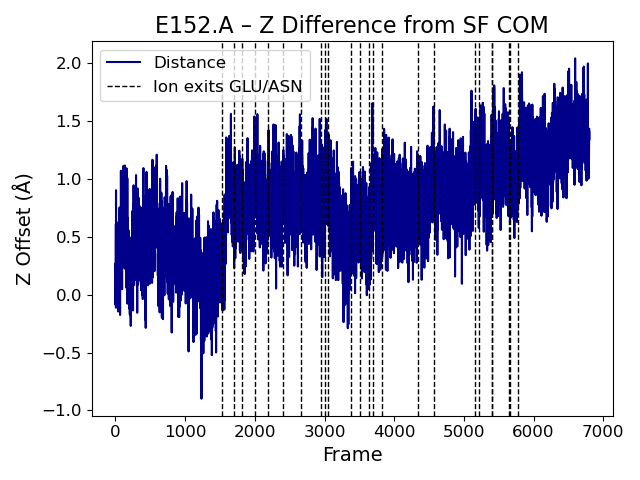 E152.A – Z Difference from SF COM
Distance
Ion exits GLU/ASN
Z Offset (Å)
2.0
1.5
1.0
0.5
0.0
−0.5
−1.0
0 1000 2000 3000 4000 5000 6000 7000
Frame